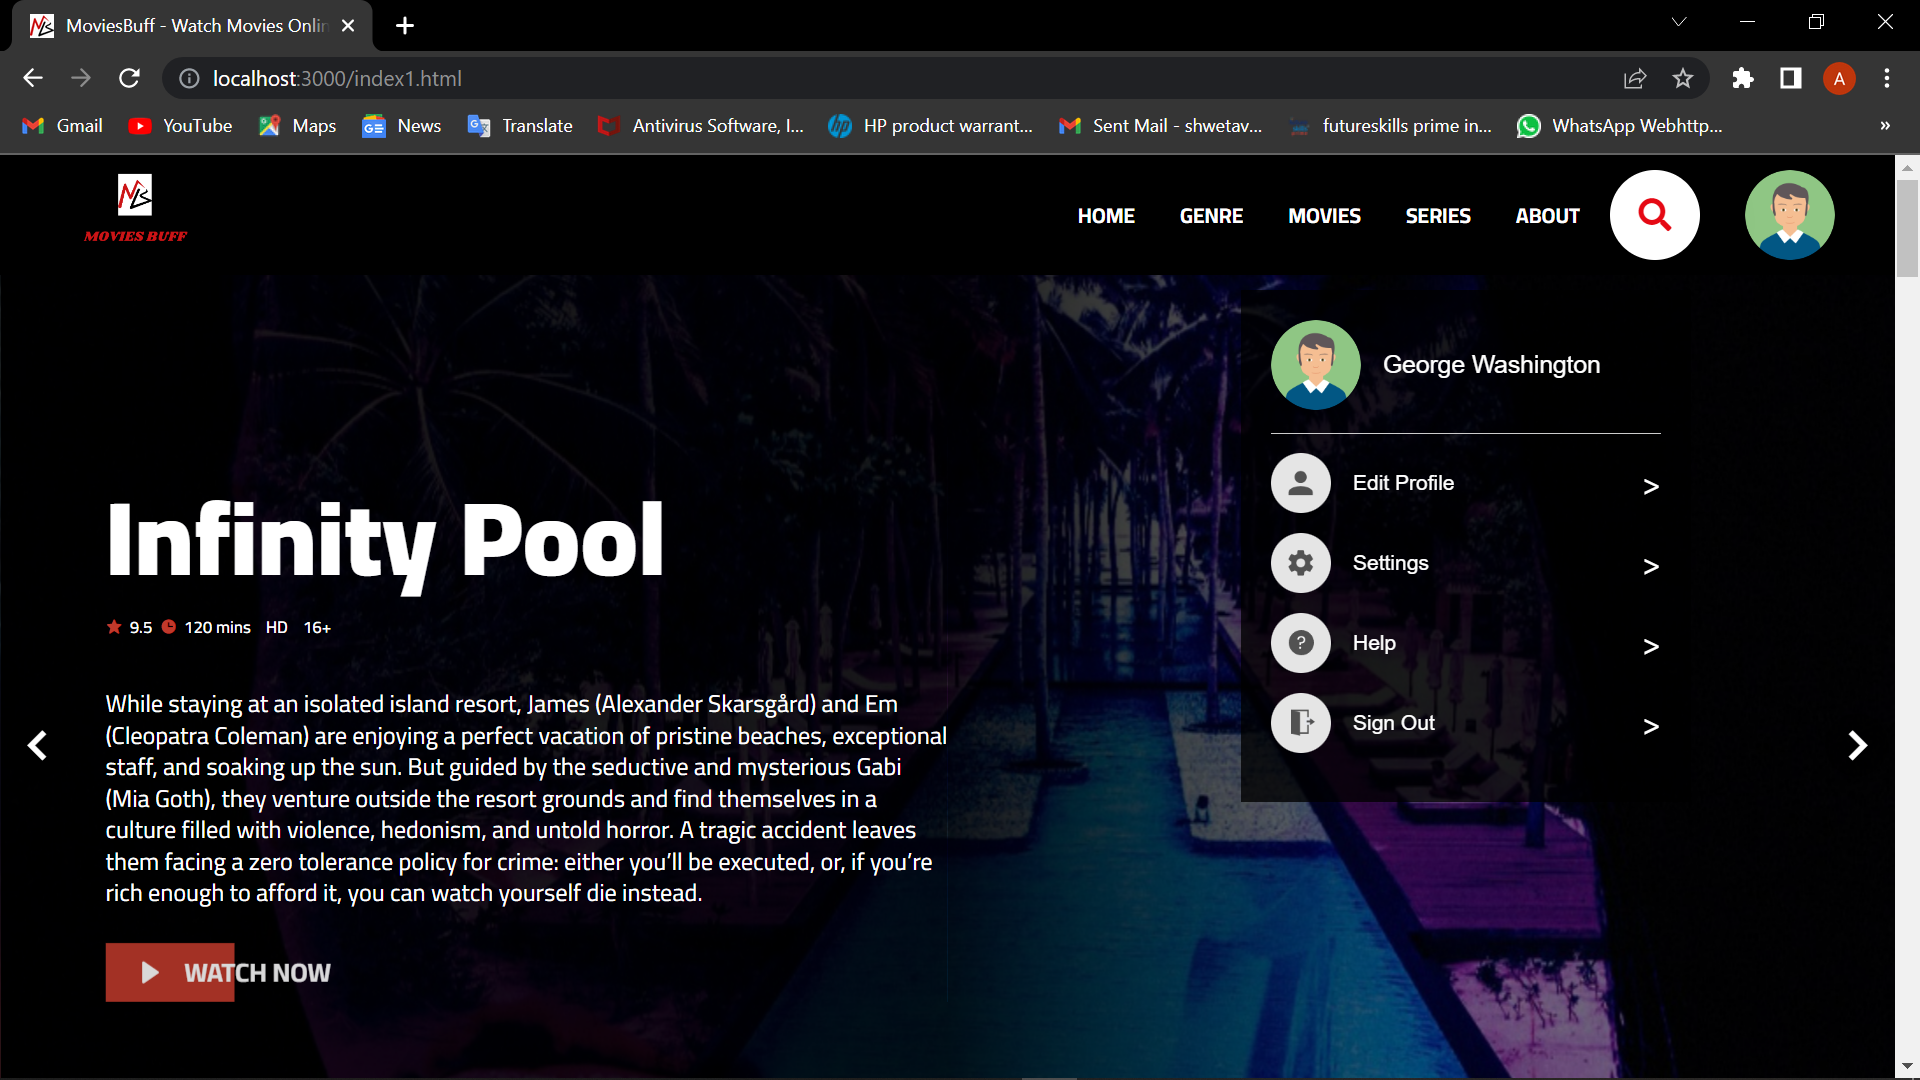 MoviesBuff - Watch Movies Onlin
localhost:3000/index1.html
A
Gmail
YouTube
Maps
News
Translate
Antivirus Software, I...
HP product warrant...
Sent Mail - shwetav...
futureskills prime in...
WhatsApp Webhttp...
»
MOVIES BUFF
HOME
GENRE
MOVIES
SERIES
ABOUT
George Washington
Edit Profile >
Settings >
Help >
Sign Out >
Infinity Pool
9.5 120 mins HD 16+
While staying at an isolated island resort, James (Alexander Skarsgård) and Em
(Cleopatra Coleman) are enjoying a perfect vacation of pristine beaches, exceptional
staff, and soaking up the sun. But guided by the seductive and mysterious Gabi
(Mia Goth), they venture outside the resort grounds and find themselves in a
culture filled with violence, hedonism, and untold horror. A tragic accident leaves
them facing a zero tolerance policy for crime: either you’ll be executed, or, if you’re
rich enough to afford it, you can watch yourself die instead.
WATCH NOW